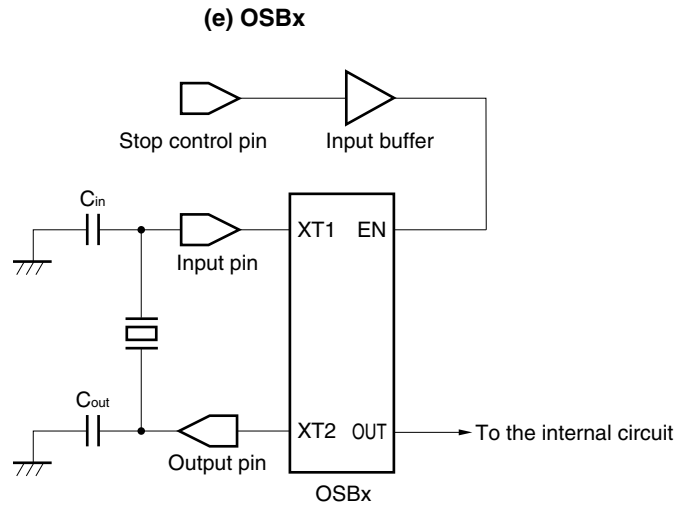 (e) OSBx
Stop control pin
Input buffer
Cin
XT1
EN
Input pin
Cout
XT2
OUT
To the internal circuit
Output pin
OSBx